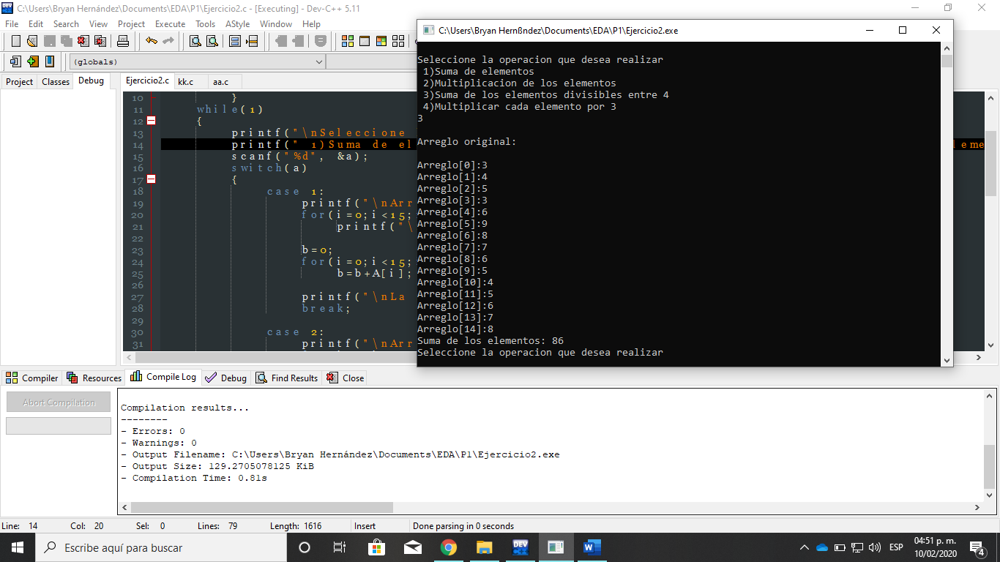 C:\Users\Bryan Hernández\Documents\EDA\P1\Ejercicio2.c - [Executing] - Dev-C++ 5.11
File Edit Search View Project Execute Tools AStyle Window Help
(globals)
Project Classes Debug
Ejercicio2.c kk.c aa.c
10 }
11 while(1)
12 {
13 printf("\nSeleccione
14 printf(" 1)Suma de el eme
15 scanf("%d", &a);
16 switch(a)
17 {
18 case 1:
19 printf("\nArr
20 for(i=0;i<15;
21 printf("\
22
23 b=0;
24 for(i=0;i<15;
25 b=b+A[i];
26
27 printf("\nLa
28 break;
29
30 case 2:
31 printf("\nArr
C:\Users\Bryan Hernßndez\Documents\EDA\P1\Ejercicio2.exe
Seleccione la operacion que desea realizar
1)Suma de elementos
2)Multiplicacion de los elementos
3)Suma de los elementos divisibles entre 4
4)Multiplicar cada elemento por 3
3
Arreglo original:
Arreglo[0]:3
Arreglo[1]:4
Arreglo[2]:5
Arreglo[3]:3
Arreglo[4]:6
Arreglo[5]:9
Arreglo[6]:8
Arreglo[7]:7
Arreglo[8]:6
Arreglo[9]:5
Arreglo[10]:4
Arreglo[11]:5
Arreglo[12]:6
Arreglo[13]:7
Arreglo[14]:8
Suma de los elementos: 86
Seleccione la operacion que desea realizar
Compiler Resources Compile Log Debug Find Results Close
Abort Compilation
Compilation results...
--------
- Errors: 0
- Warnings: 0
- Output Filename: C:\Users\Bryan Hernández\Documents\EDA\P1\Ejercicio2.exe
- Output Size: 129.2705078125 KiB
- Compilation Time: 0.81s
Line: 14 Col: 20 Sel: 0 Lines: 79 Length: 1616 Insert Done parsing in 0 seconds
Escribe aquí para buscar
DEV C++
W
ESP
04:51 p. m.
10/02/2020
4